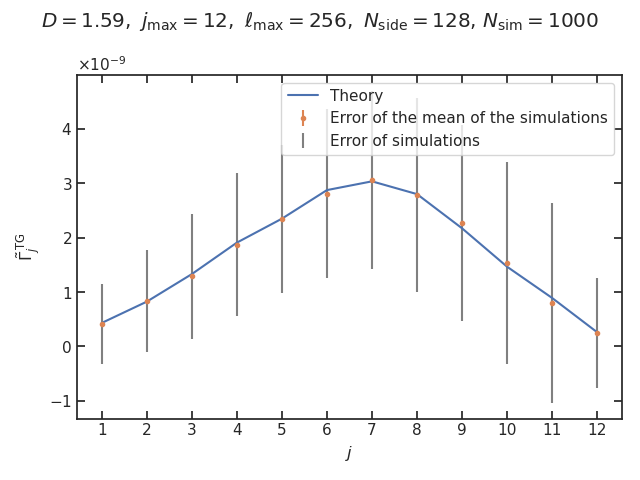 D = 1.59, j_max = 12, ℓ_max = 256, N_side = 128, N_sim = 1000
×10⁻⁹
Theory
Error of the mean of the simulations
Error of simulations
4
3
2
1
0
−1
Γ̃_j^TG
1 2 3 4 5 6 7 8 9 10 11 12
j